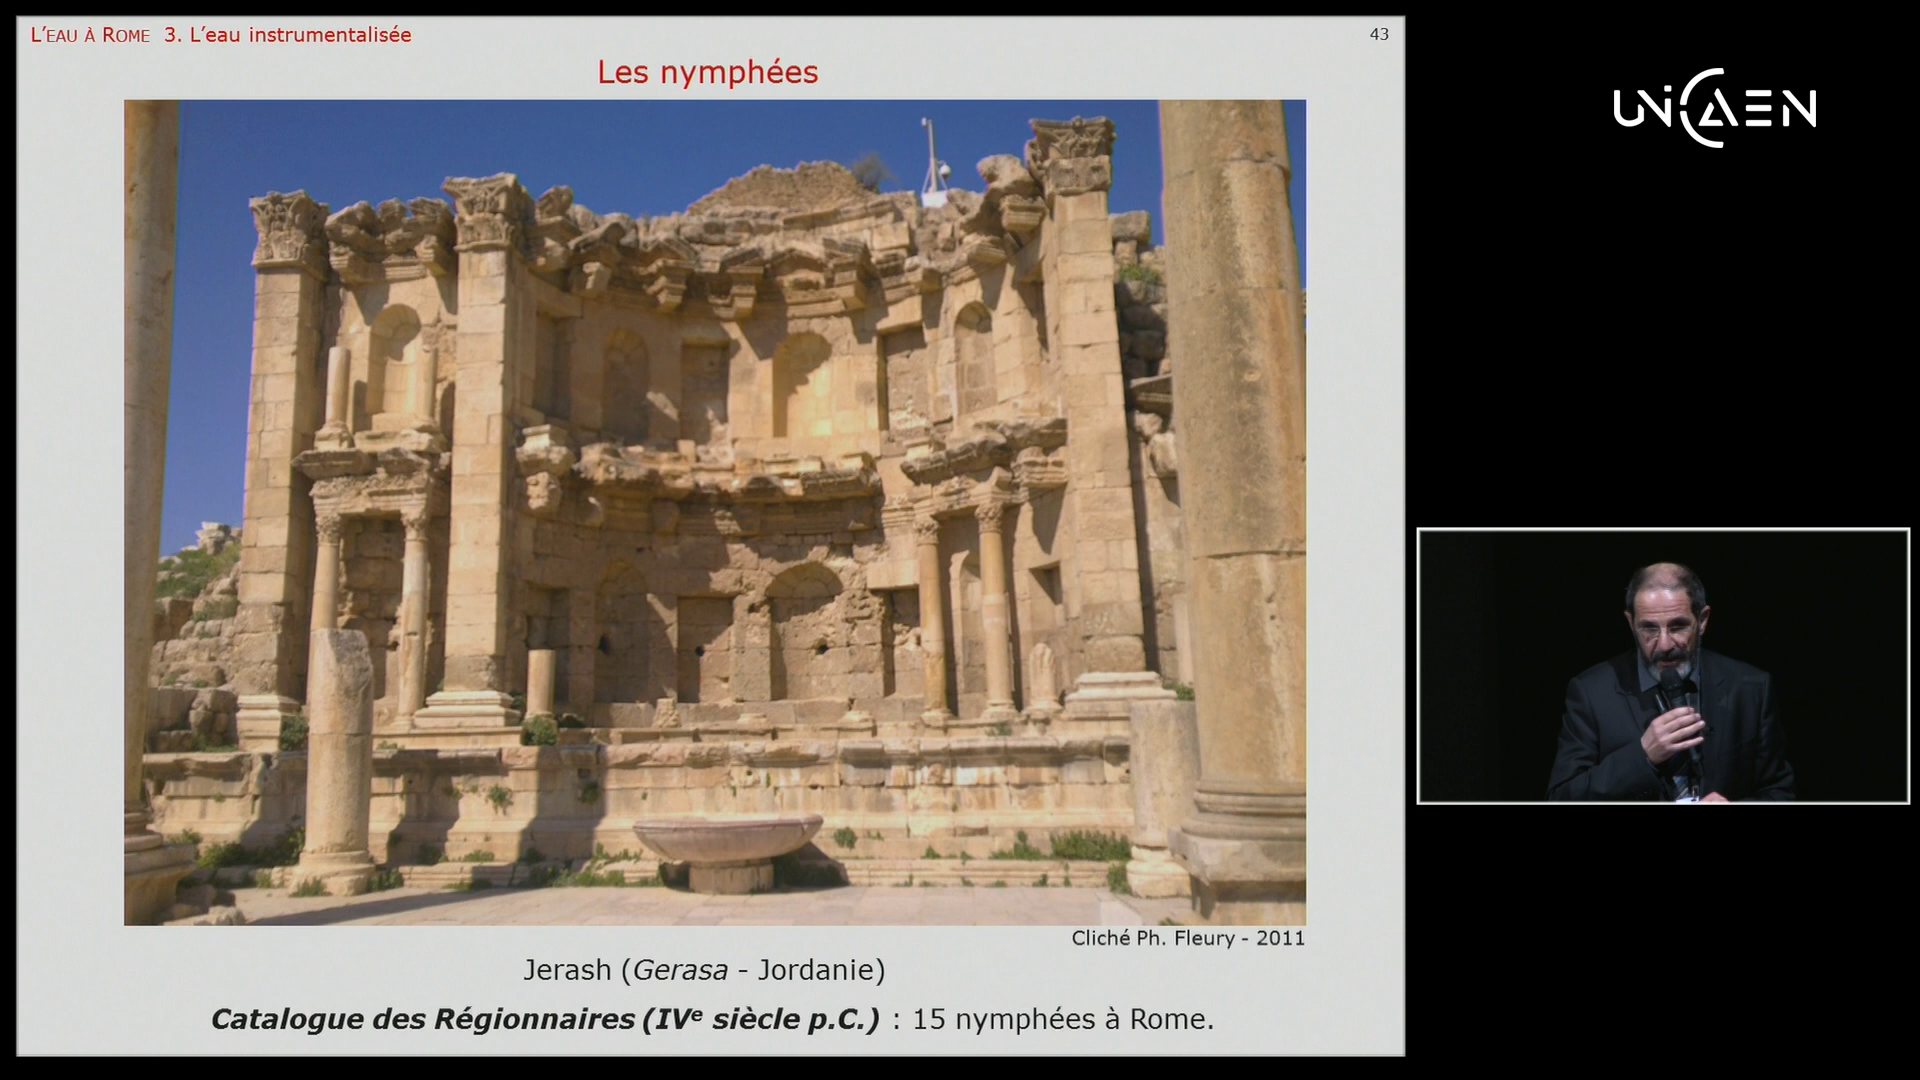 L'EAU À ROME 3. L'eau instrumentalisée
43
Les nymphées
UNICAEN
Cliché Ph. Fleury - 2011
Jerash (Gerasa - Jordanie)
Catalogue des Régionnaires (IVe siècle p.C.) : 15 nymphées à Rome.